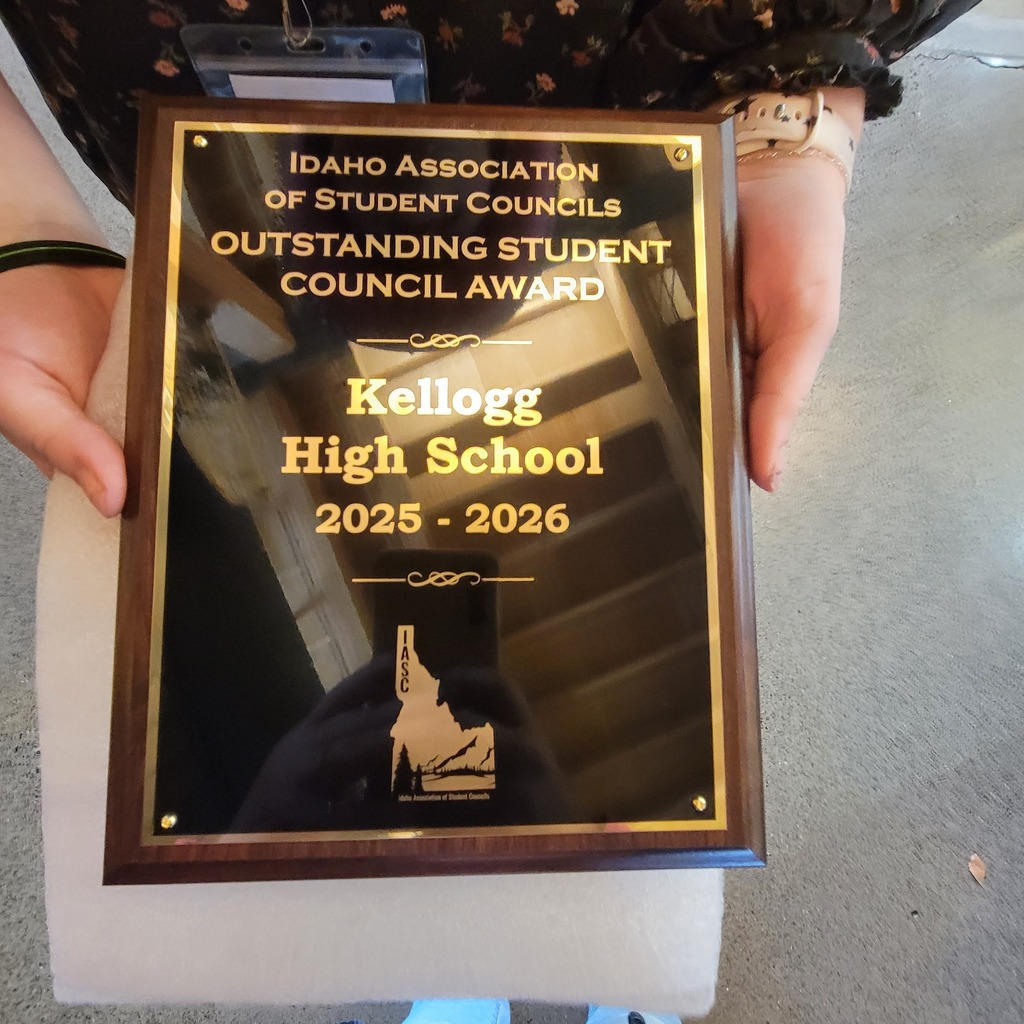 IDAHO ASSOCIATION
OF STUDENT COUNCILS
OUTSTANDING STUDENT
COUNCIL AWARD
Kellogg
High School
2025 - 2026
IASC
Idaho Association of Student Councils